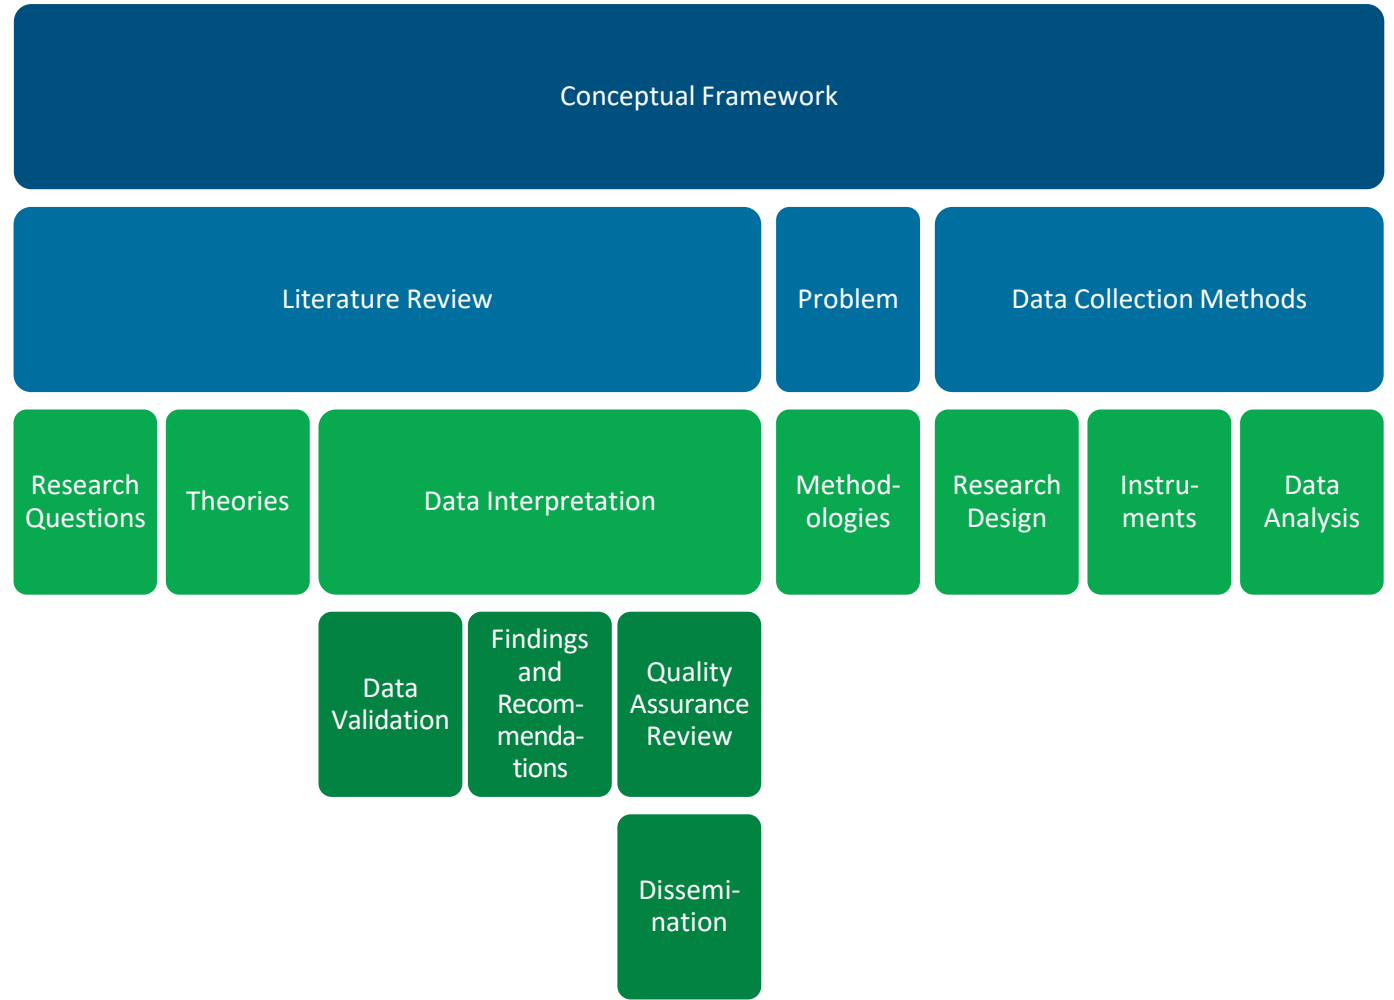 Conceptual Framework
Literature Review
Problem
Data Collection Methods
Research
Questions
Theories
Data Interpretation
Method-
ologies
Research
Design
Instru-
ments
Data
Analysis
Data
Validation
Findings
and
Recom-
menda-
tions
Quality
Assurance
Review
Dissemi-
nation